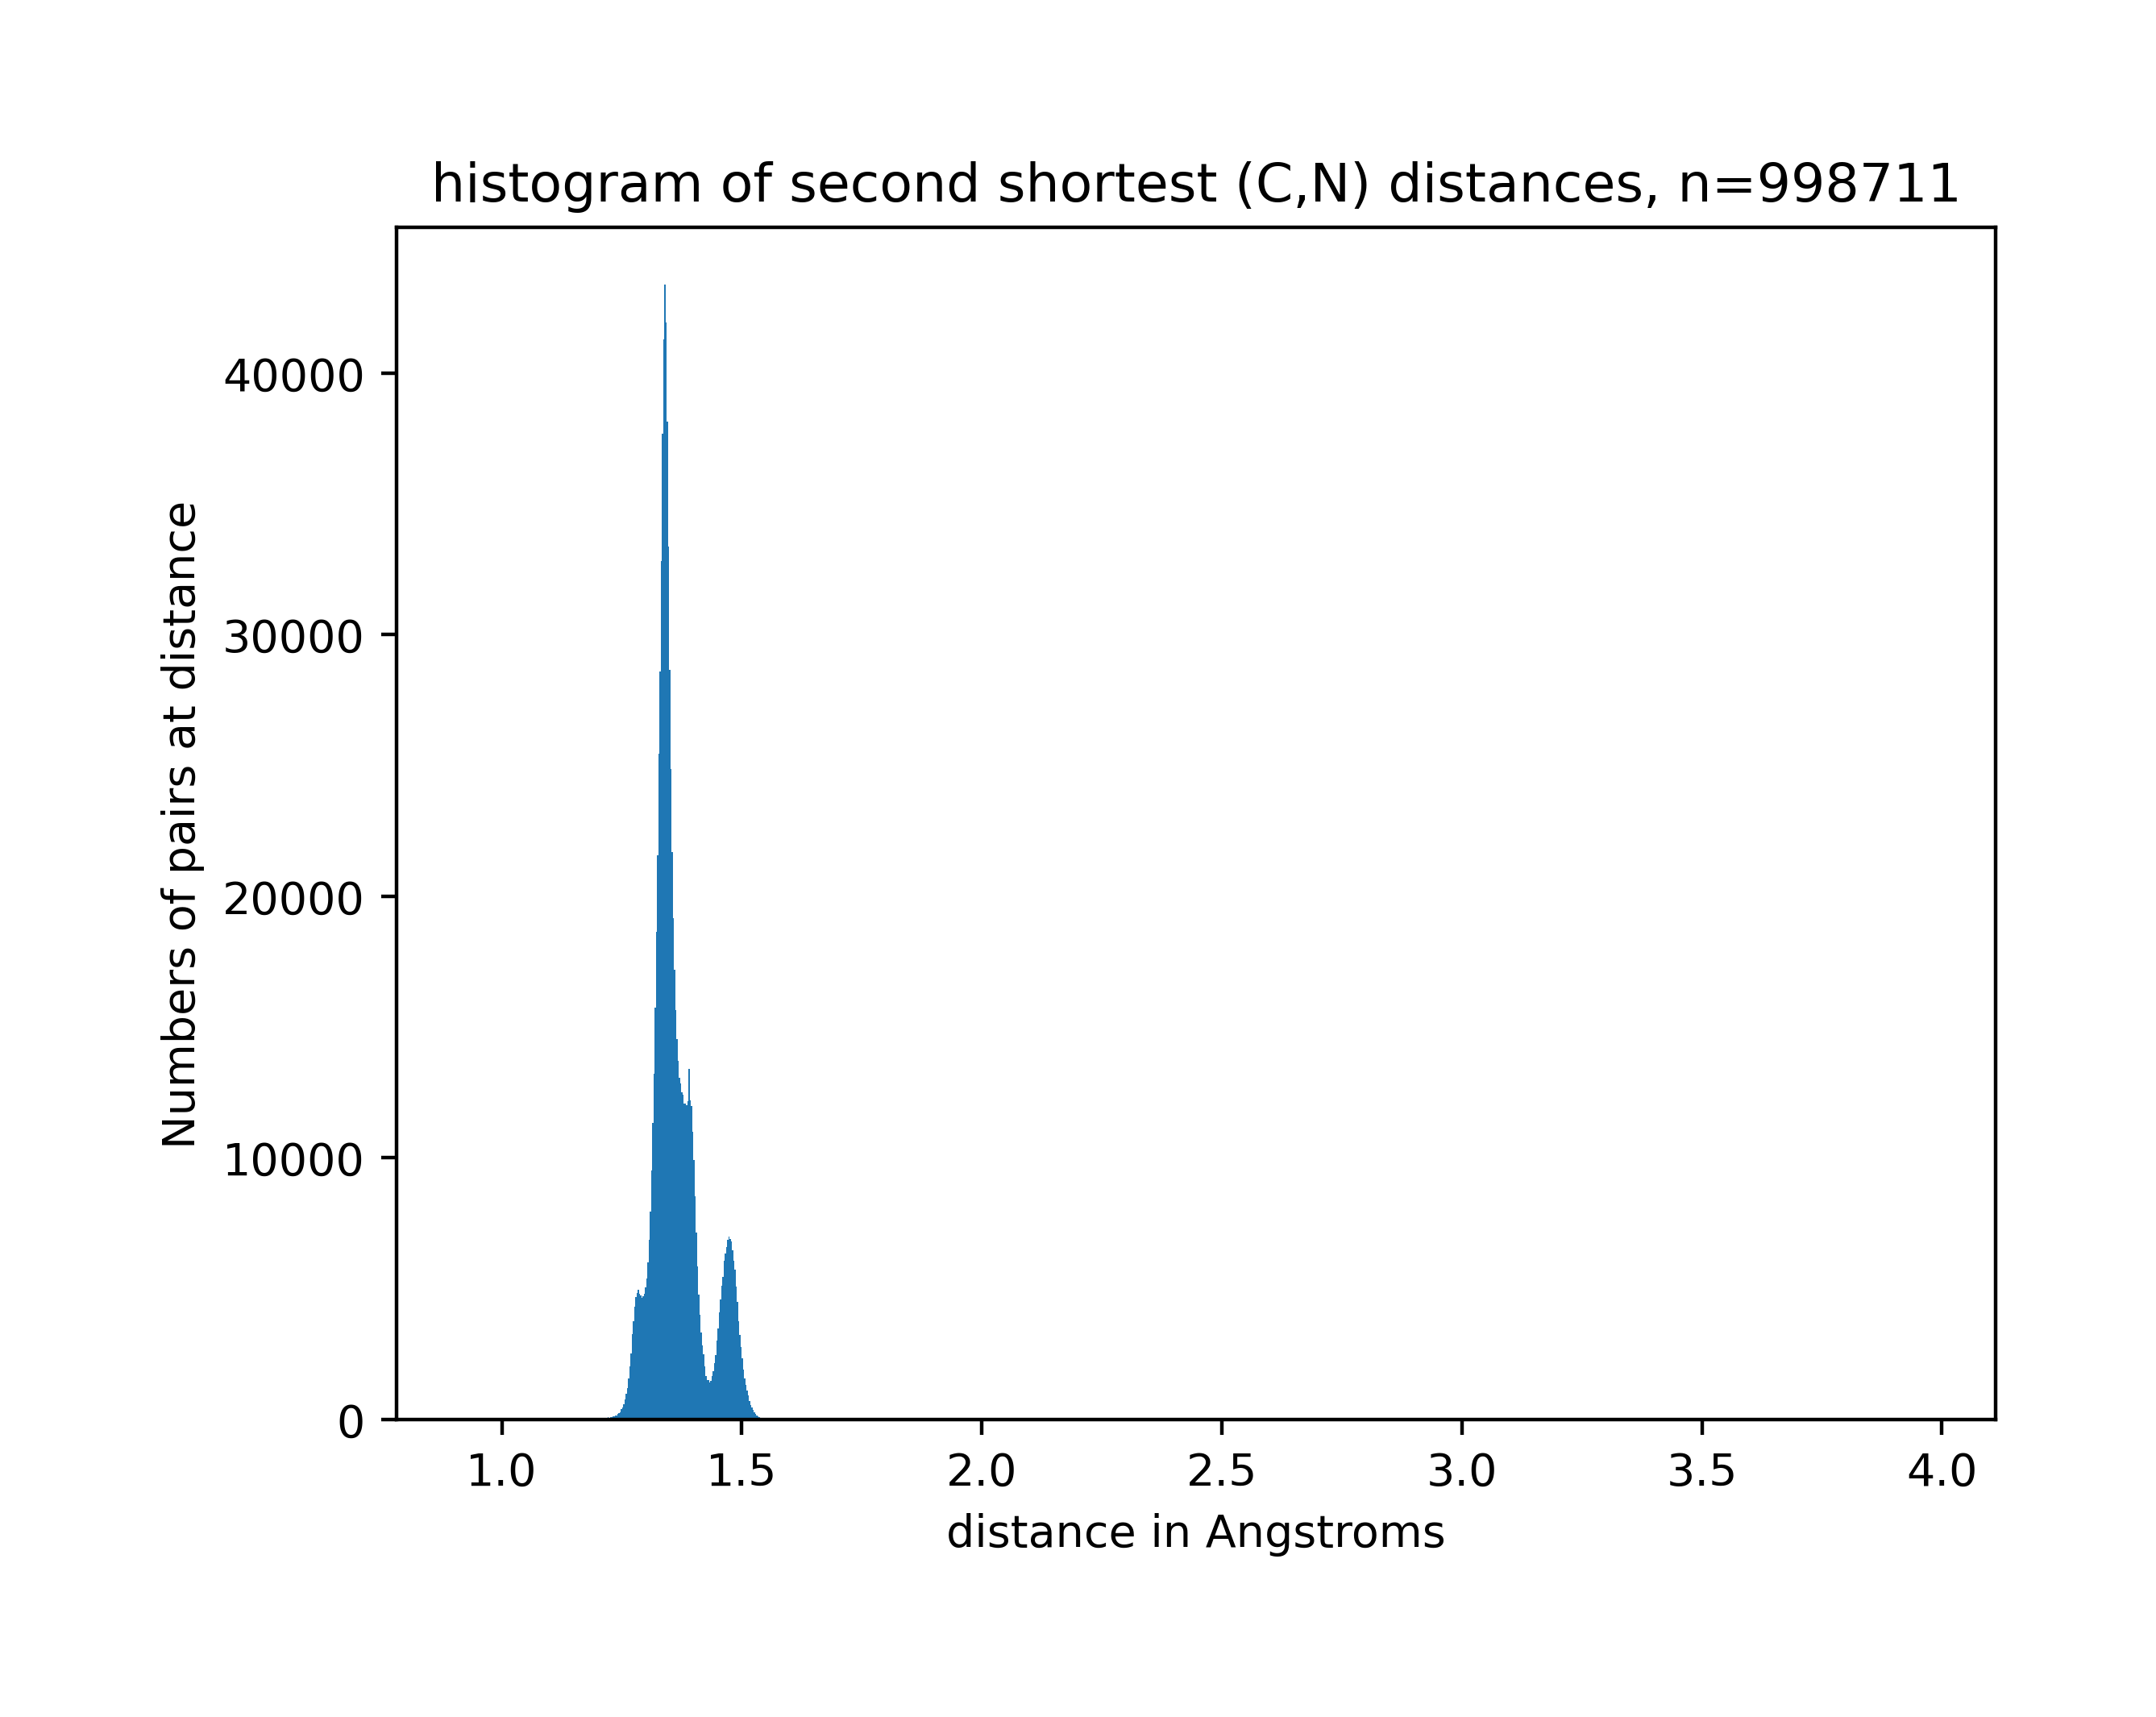 histogram of second shortest (C,N) distances, n=998711
Numbers of pairs at distance
40000
30000
20000
10000
0
1.0 1.5 2.0 2.5 3.0 3.5 4.0
distance in Angstroms